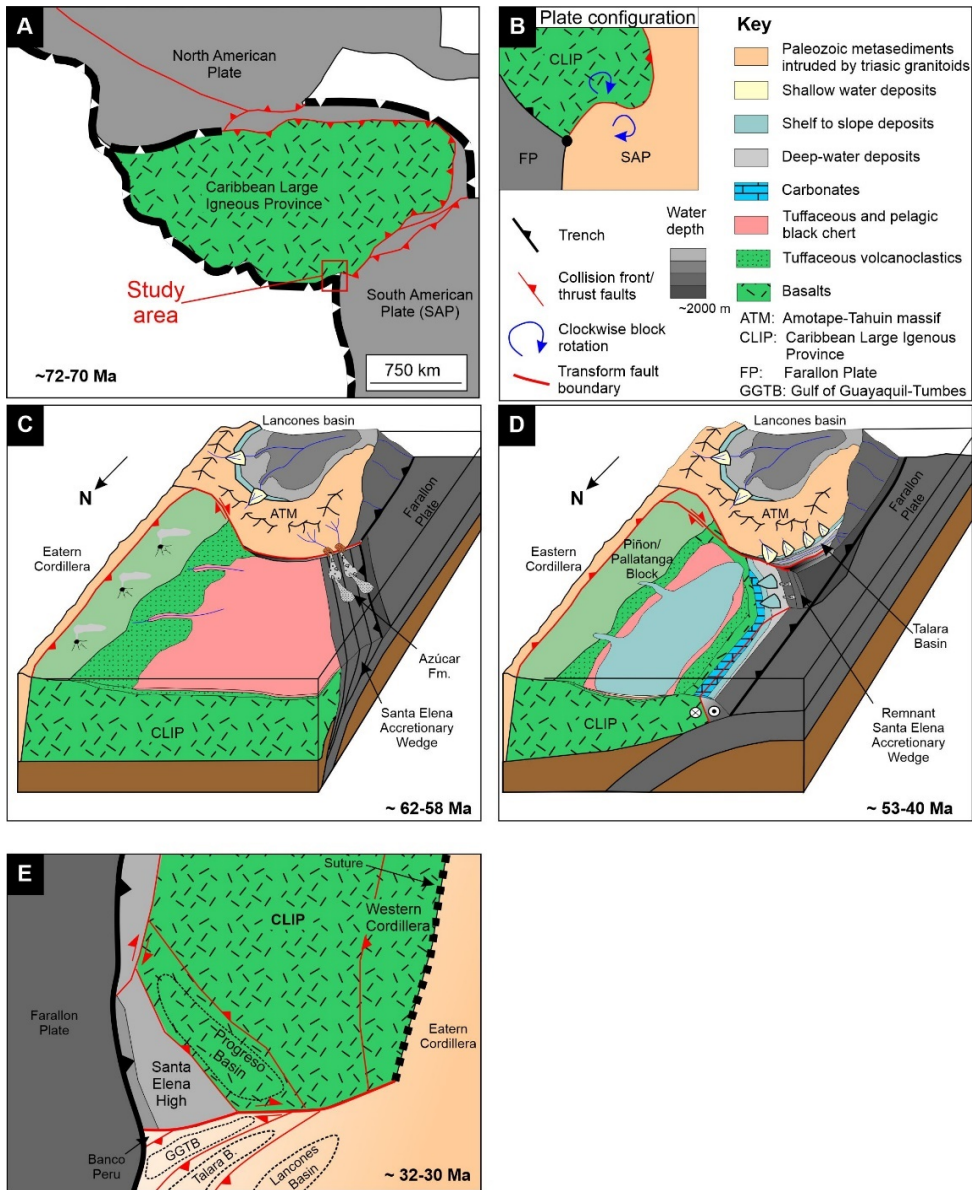 A
North American
Plate
Caribbean Large
Igneous Province
Study
area
South American
Plate (SAP)
~72-70 Ma
750 km
B
Plate configuration
CLIP
FP
SAP
Trench
Collision front/
thrust faults
Clockwise block
rotation
Transform fault
boundary
Water
depth
~2000 m
Key
Paleozoic metasediments
intruded by triasic granitoids
Shallow water deposits
Shelf to slope deposits
Deep-water deposits
Carbonates
Tuffaceous and pelagic
black chert
Tuffaceous volcanoclastics
Basalts
ATM: Amotape-Tahuin massif
CLIP: Caribbean Large Igenous
Province
FP: Farallon Plate
GGTB: Gulf of Guayaquil-Tumbes
C
Lancones basin
N
ATM
Farallon
Plate
Eatern
Cordillera
Azúcar
Fm.
Santa Elena
Accretionary
Wedge
CLIP
~ 62-58 Ma
D
Lancones basin
N
ATM
Farallon Plate
Eastern
Cordillera
Piñon/
Pallatanga
Block
Talara
Basin
Remnant
Santa Elena
Accretionary
Wedge
CLIP
~ 53-40 Ma
E
Suture
CLIP
Western
Cordillera
Farallon
Plate
Eatern
Cordillera
Progreso
Basin
Santa
Elena
High
Banco
Peru
GGTB
Talara B.
Lancones
Basin
~ 32-30 Ma